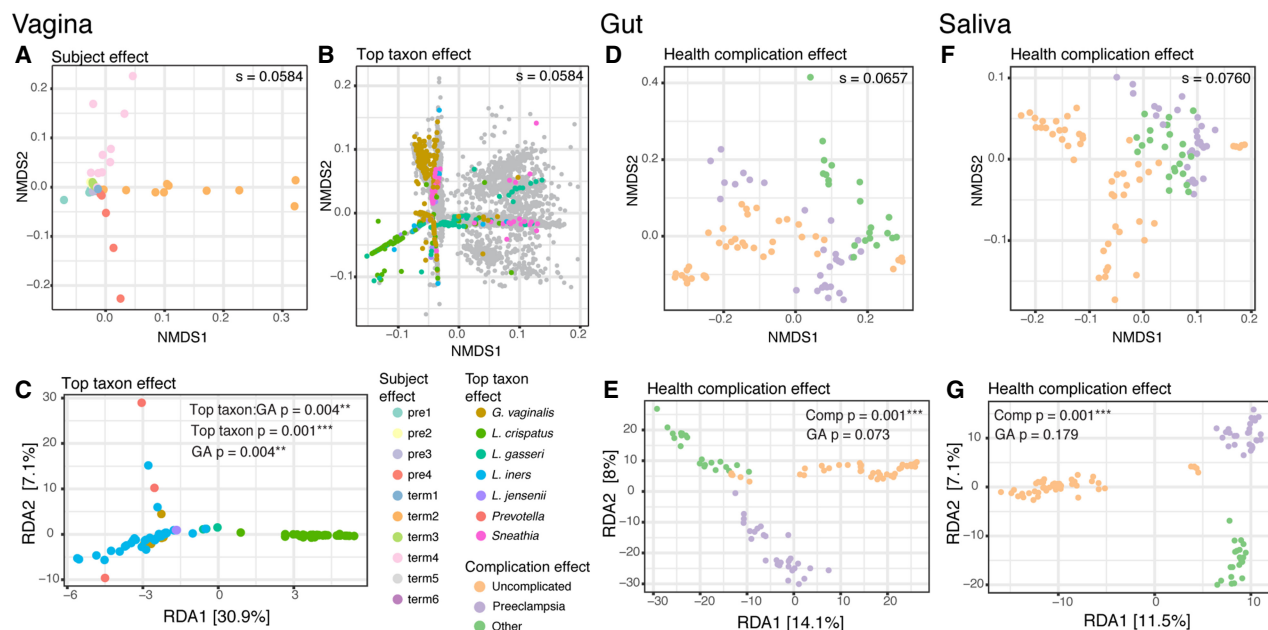 Vagina
Gut
Saliva
A
Subject effect
s = 0.0584
0.2
0.1
0.0
−0.1
−0.2
NMDS2
0.0
0.1
0.2
0.3
NMDS1
B
Top taxon effect
s = 0.0584
0.2
0.1
0.0
−0.1
NMDS2
−0.1
0.0
0.1
0.2
NMDS1
D
Health complication effect
s = 0.0657
0.4
0.2
0.0
NMDS2
−0.2
0.0
0.2
NMDS1
F
Health complication effect
s = 0.0760
0.1
0.0
−0.1
NMDS2
−0.2
−0.1
0.0
0.1
0.2
NMDS1
C
Top taxon effect
Top taxon:GA p = 0.004**
Top taxon p = 0.001***
GA p = 0.004**
30
20
10
0
−10
RDA2 [7.1%]
−6
−3
0
3
RDA1 [30.9%]
Subject
effect
pre1
pre2
pre3
pre4
term1
term2
term3
term4
term5
term6
Top taxon
effect
G. vaginalis
L. crispatus
L. gasseri
L. iners
L. jensenii
Prevotella
Sneathia
Complication effect
Uncomplicated
Preeclampsia
Other
E
Health complication effect
Comp p = 0.001***
GA p = 0.073
20
10
0
−10
−20
−30
RDA2 [8%]
−30
−20
−10
0
10
20
RDA1 [14.1%]
G
Health complication effect
Comp p = 0.001***
GA p = 0.179
10
0
−10
−20
RDA2 [7.1%]
−10
0
10
RDA1 [11.5%]